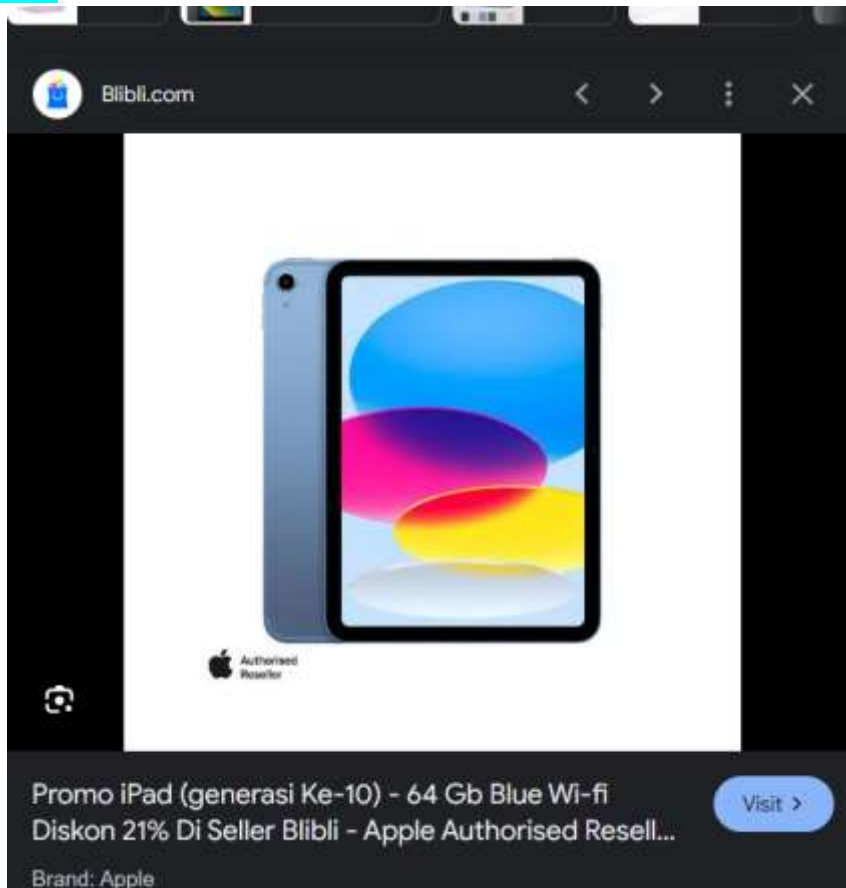 Blibli.com
Authorised
Reseller
Promo iPad (generasi Ke-10) - 64 Gb Blue Wi-fi
Diskon 21% Di Seller Blibli - Apple Authorised Resell...
Visit >
Brand: Apple